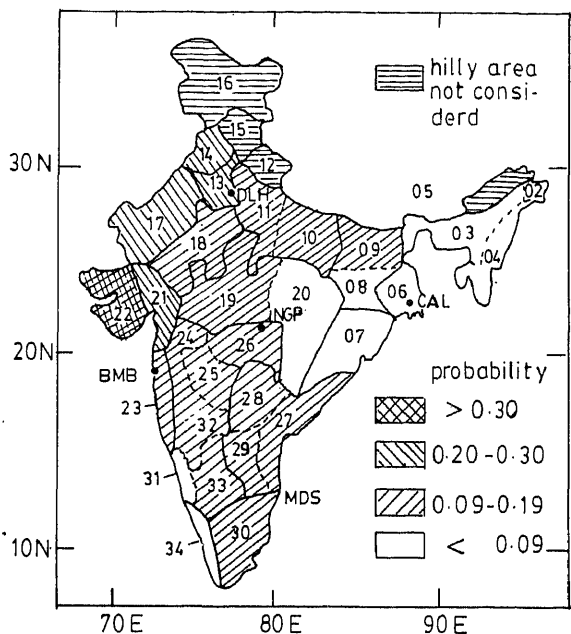 hilly area
not consi-
derd
30N
20N
10N
70E
80E
90E
16
15
14
12
13
DLH
11
17
18
10
09
05
02
03
04
22
21
19
20
08
06
CAL
07
24
NGP
26
25
BMB
23
28
27
32
29
31
33
MDS
34
30
probability
> 0.30
0.20-0.30
0.09-0.19
< 0.09